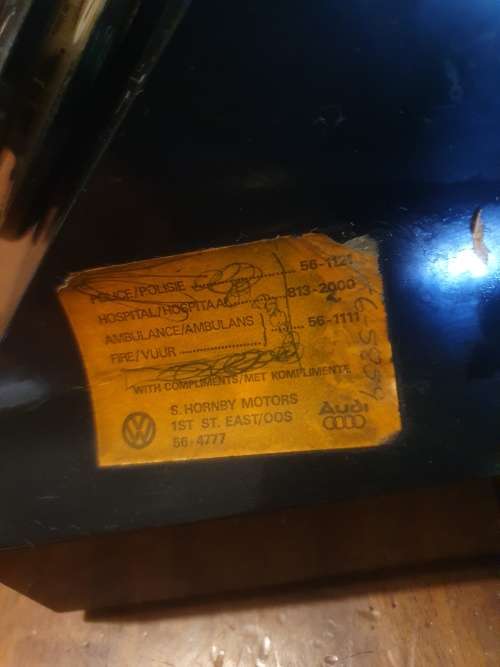 POLICE/POLISIE ........ 56-1121
HOSPITAL/HOSPITAAL ........ 813-2000
AMBULANCE/AMBULANS
FIRE/VUUR .................... 56-1111
WITH COMPLIMENTS/MET KOMPLIMENTE
S. HORNBY MOTORS
1ST ST. EAST/OOS
56-4777
VW
Audi